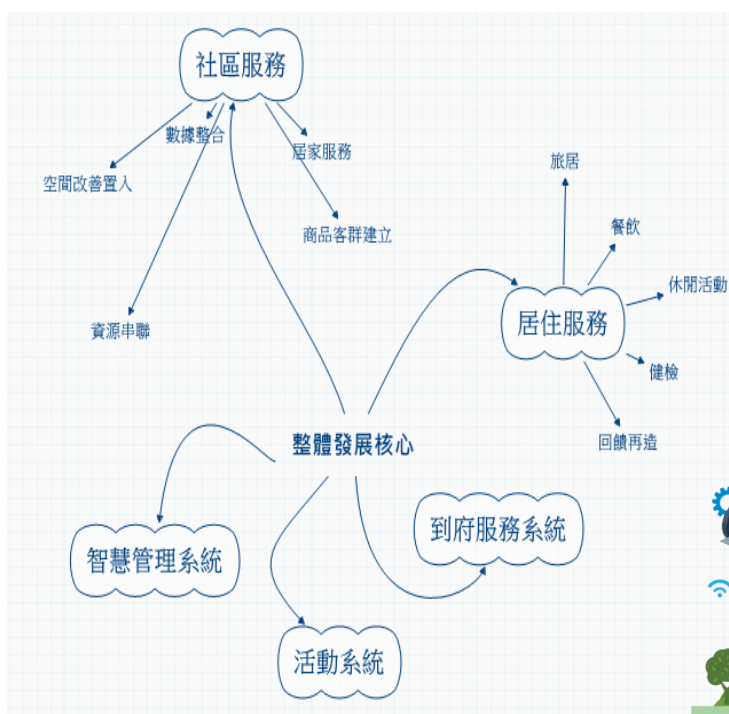 社區服務
數據整合
居家服務
空間改善置入
商品客群建立
資源串聯
旅居
餐飲
休閒活動
居住服務
健檢
回饋再造
整體發展核心
到府服務系統
智慧管理系統
活動系統